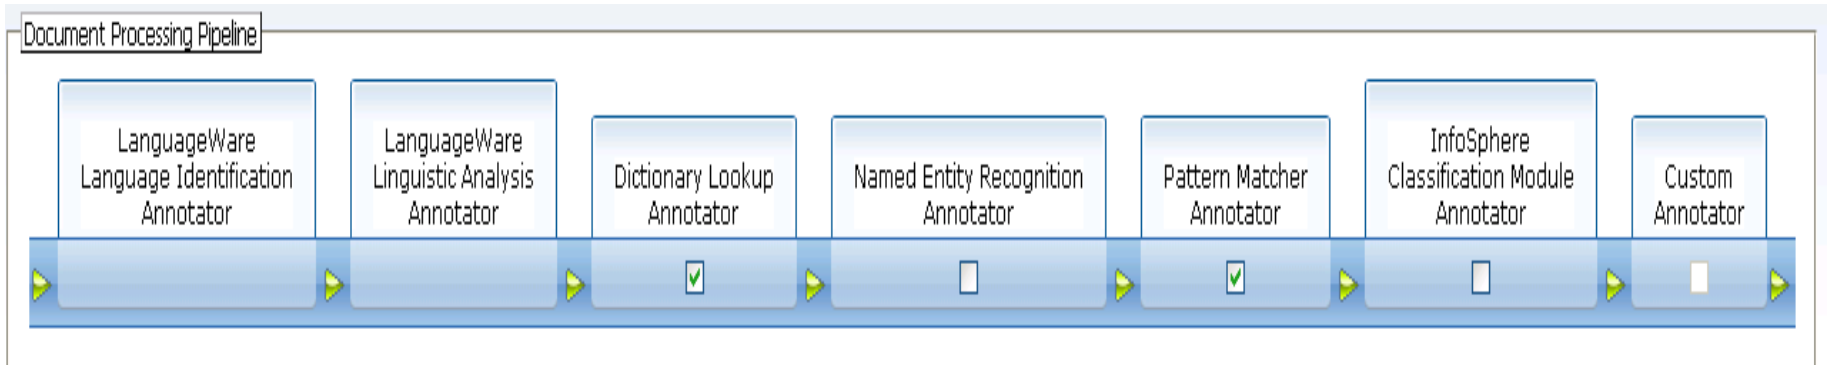 Document Processing Pipeline
LanguageWare
Language Identification
Annotator
LanguageWare
Linguistic Analysis
Annotator
Dictionary Lookup
Annotator
Named Entity Recognition
Annotator
Pattern Matcher
Annotator
InfoSphere
Classification Module
Annotator
Custom
Annotator